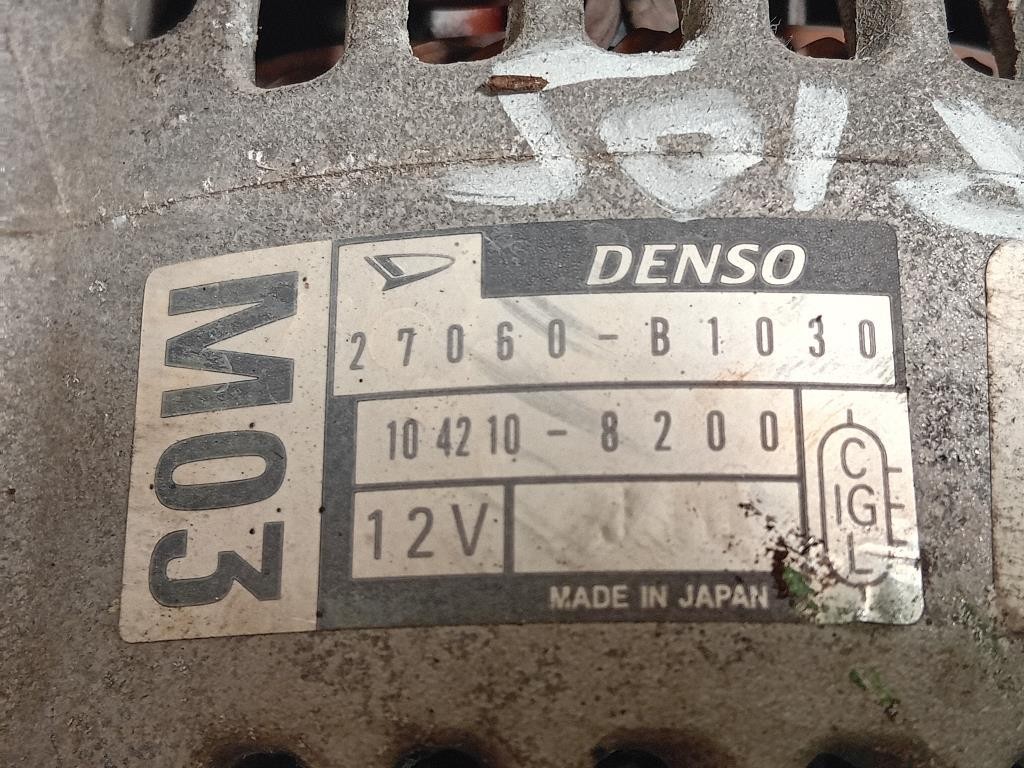 DENSO
27060-B1030
104210-8200
12V
MADE IN JAPAN
C
IG
L
M03